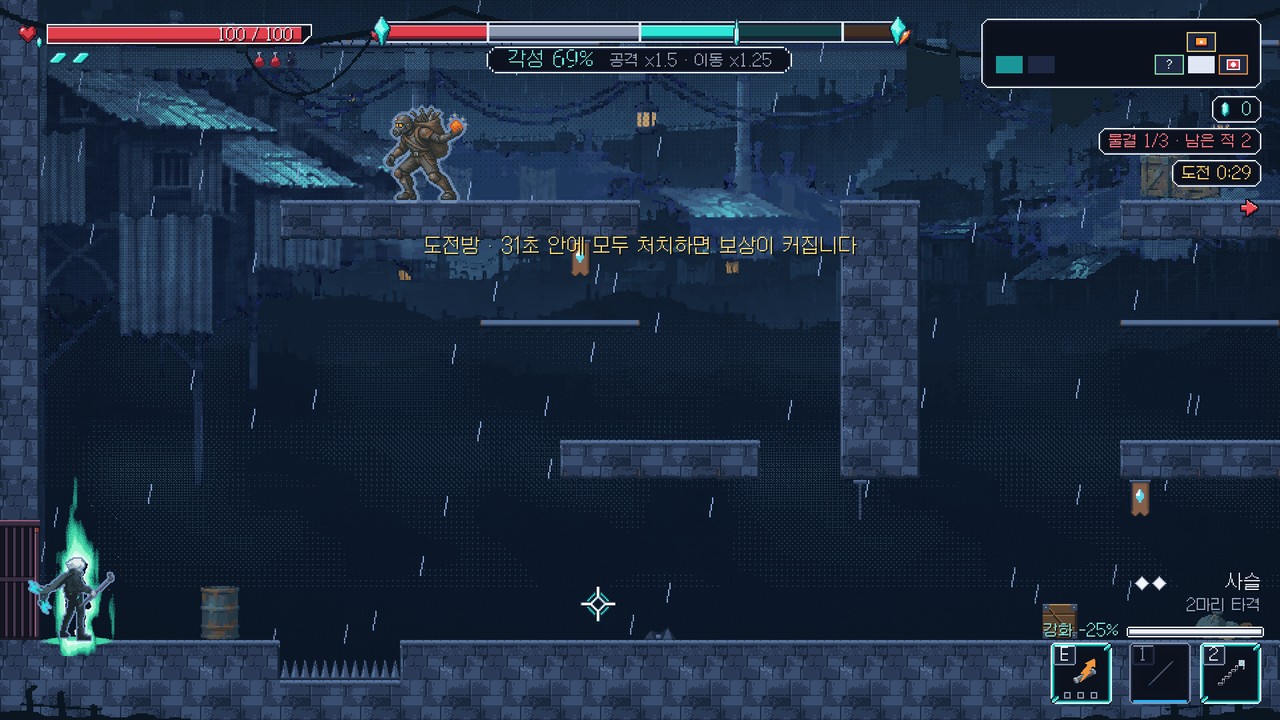 100 / 100
각성 69% 공격 x1.5 · 이동 x1.25
?
0
물결 1/3 · 남은 적 2
도전 0:29
도전방 · 31초 안에 모두 처치하면 보상이 커집니다
사슬
2마리 타격
강화 -25%
E
1
2